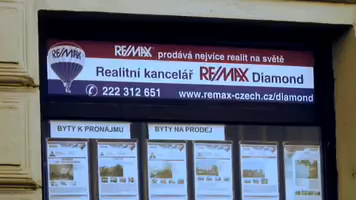 RE/MAX
RE/MAX prodává nejvíce realit na světě
Realitní kancelář RE/MAX Diamond
222 312 651 www.remax-czech.cz/diamond
BYTY K PRONÁJMU BYTY NA PRODEJ